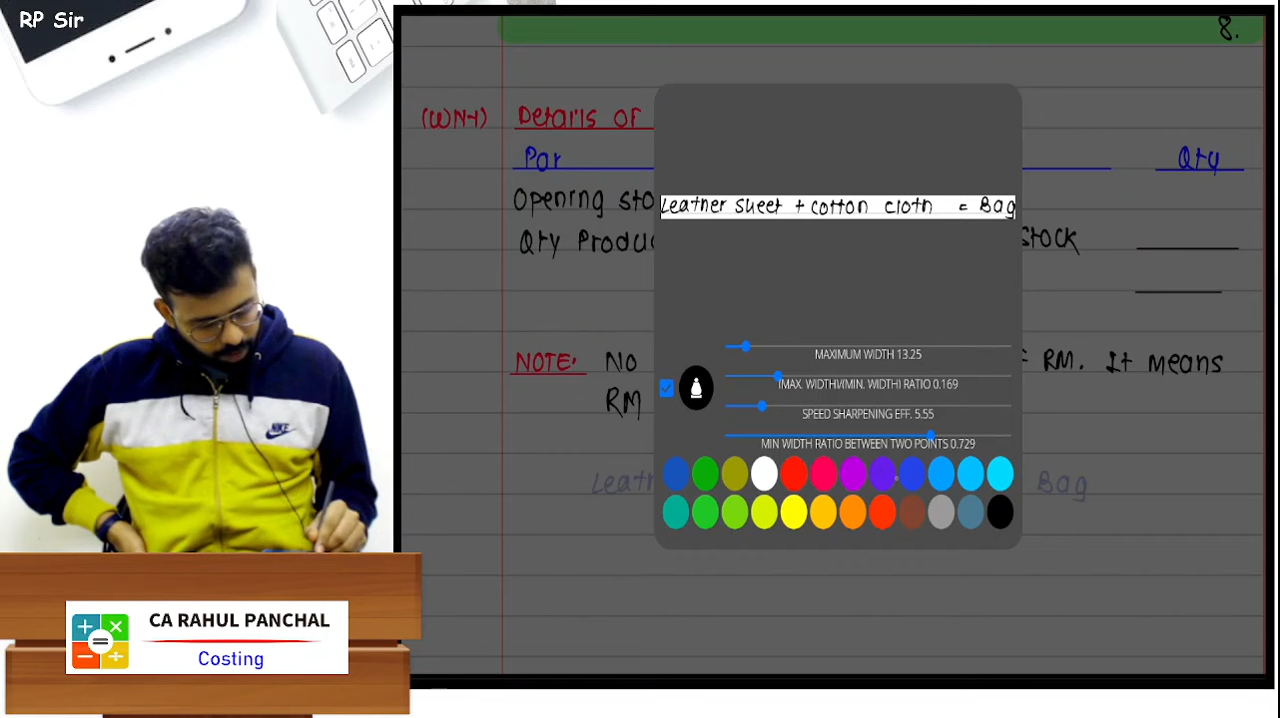 RP Sir
8.
(WN-1) Details of
Par Qty
Opening sto
Leather sheet + cotton cloth = Bag
Qty Produc stock
MAXIMUM WIDTH 13.25
NOTE: No = RM. It means
(MAX. WIDTH)/(MIN. WIDTH) RATIO 0.169
RM
SPEED SHARPENING EFF. 5.55
MIN WIDTH RATIO BETWEEN TWO POINTS 0.729
Leath Bag
NIKE
CA RAHUL PANCHAL
Costing